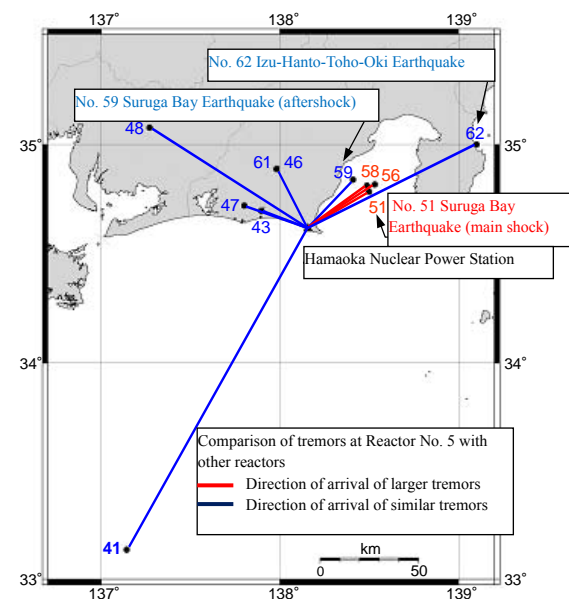 137° 138° 139°
No. 62 Izu-Hanto-Toho-Oki Earthquake
No. 59 Suruga Bay Earthquake (aftershock)
35° 35°
48
62
61 46
59 58 56
47
43
51
No. 51 Suruga Bay
Earthquake (main shock)
Hamaoka Nuclear Power Station
34° 34°
Comparison of tremors at Reactor No. 5 with
other reactors
Direction of arrival of larger tremors
Direction of arrival of similar tremors
41
km
0 50
33° 33°
137° 138° 139°